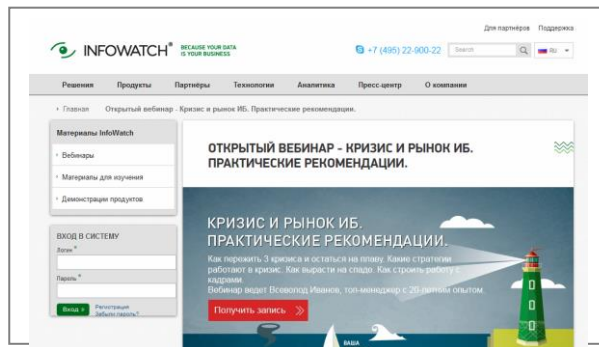 Для партнёров Поддержка
INFOWATCH®
BECAUSE YOUR DATA
IS YOUR BUSINESS
+7 (495) 22-900-22
Search
RU
Решения Продукты Партнёры Технологии Аналитика Пресс-центр О компании
Главная Открытый вебинар - Кризис и рынок ИБ. Практические рекомендации.
Материалы InfoWatch
Вебинары
Материалы для изучения
Демонстрации продуктов
ВХОД В СИСТЕМУ
Логин *
Пароль *
Вход
Регистрация
Забыли пароль?
ОТКРЫТЫЙ ВЕБИНАР - КРИЗИС И РЫНОК ИБ.
ПРАКТИЧЕСКИЕ РЕКОМЕНДАЦИИ.
КРИЗИС И РЫНОК ИБ.
ПРАКТИЧЕСКИЕ РЕКОМЕНДАЦИИ.
Как пережить 3 кризиса и остаться на плаву. Какие стратегии
работают в кризис. Как вырасти на спаде. Как строить работу с
кадрами.
Вебинар ведет Всеволод Иванов, топ-менеджер с 20-летним опытом.
Получить запись
ВАША